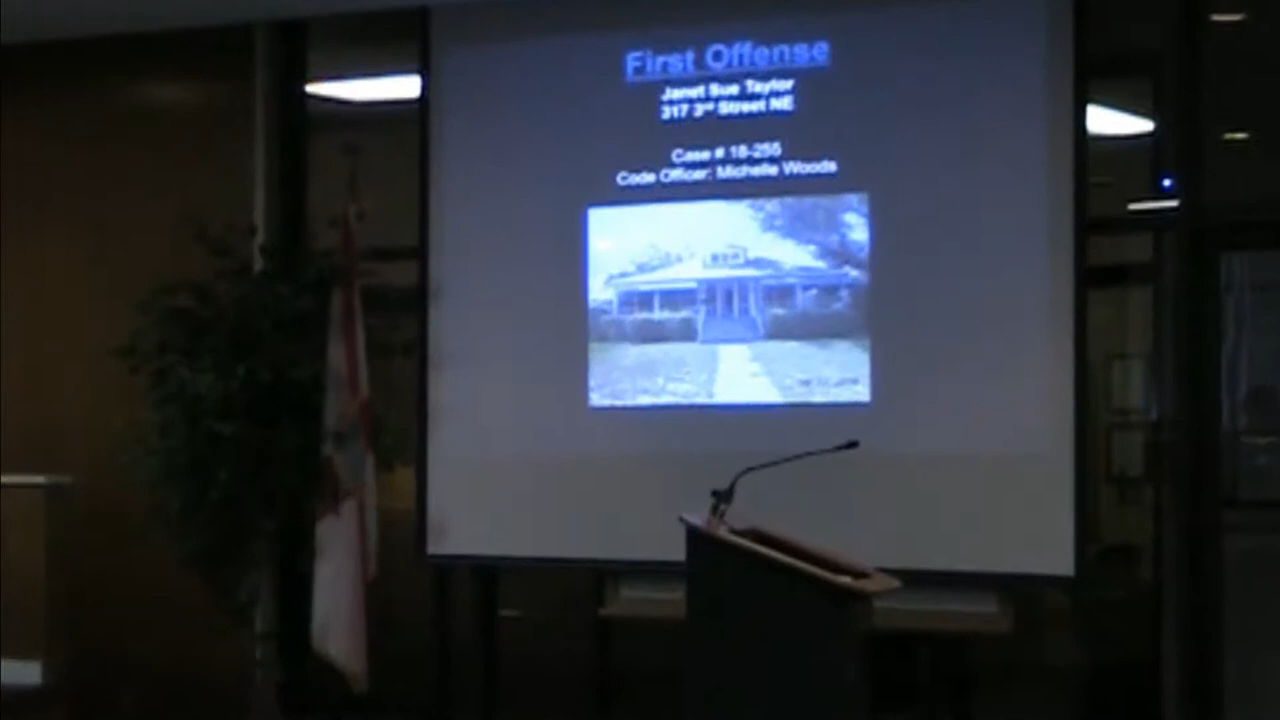 First Offense
Janet Sue Taylor
317 3rd Street NE
Case # 18-255
Code Officer: Michelle Woods